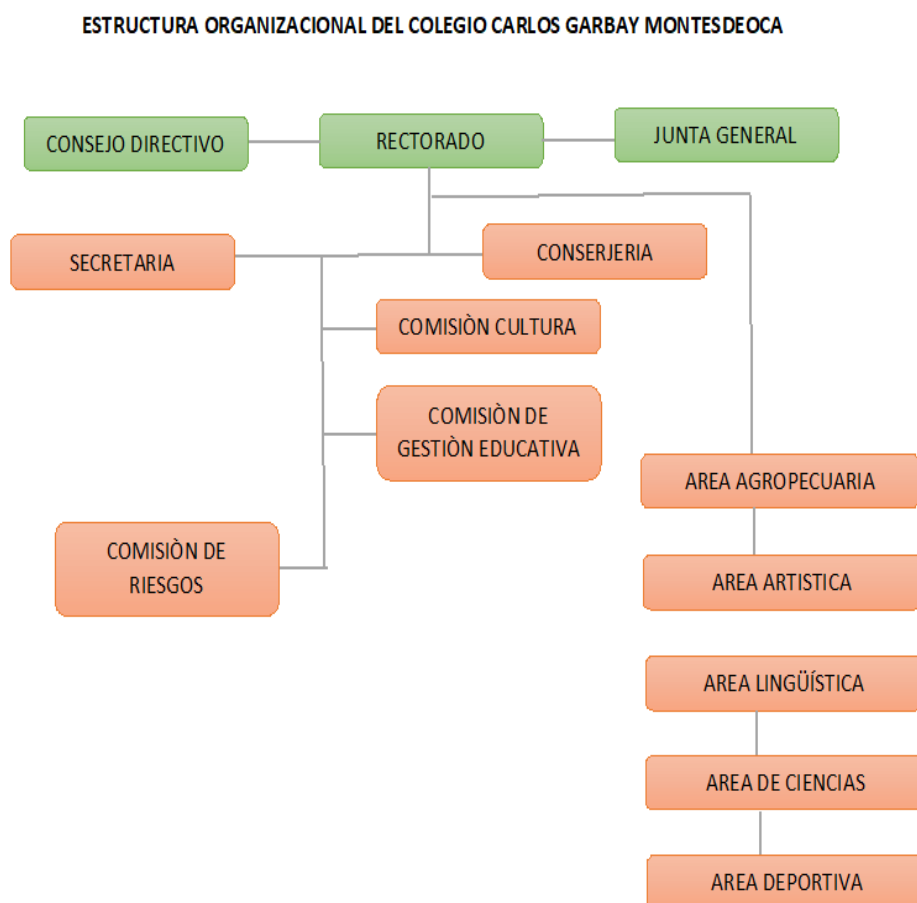 ESTRUCTURA ORGANIZACIONAL DEL COLEGIO CARLOS GARBAY MONTESDEOCA
CONSEJO DIRECTIVO
RECTORADO
JUNTA GENERAL
SECRETARIA
CONSERJERIA
COMISIÒN CULTURA
COMISIÒN DE
GESTIÒN EDUCATIVA
AREA AGROPECUARIA
COMISIÒN DE
RIESGOS
AREA ARTISTICA
AREA LINGÜÍSTICA
AREA DE CIENCIAS
AREA DEPORTIVA